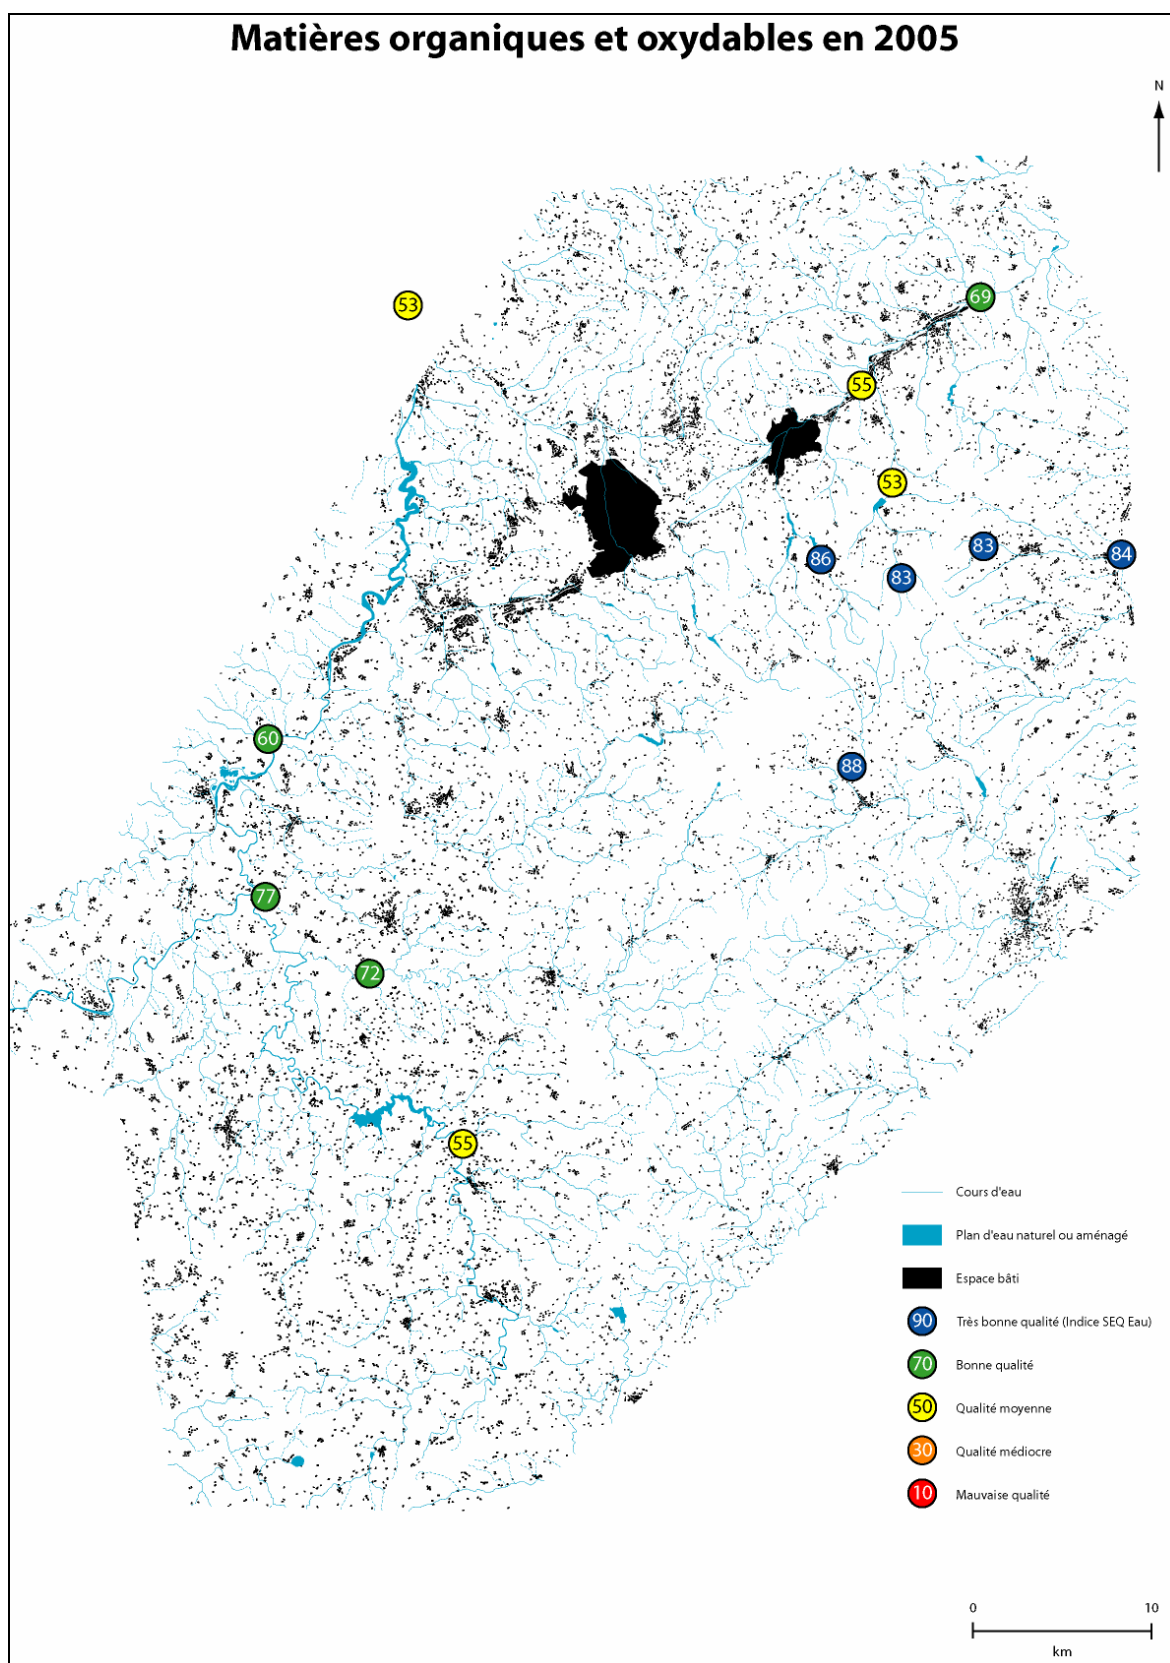 Matières organiques et oxydables en 2005
N
69
53
55
53
83
84
86
83
60
88
77
72
55
Cours d'eau
Plan d'eau naturel ou aménagé
Espace bâti
90 Très bonne qualité (Indice SEQ Eau)
70 Bonne qualité
50 Qualité moyenne
30 Qualité médiocre
10 Mauvaise qualité
0 10
km